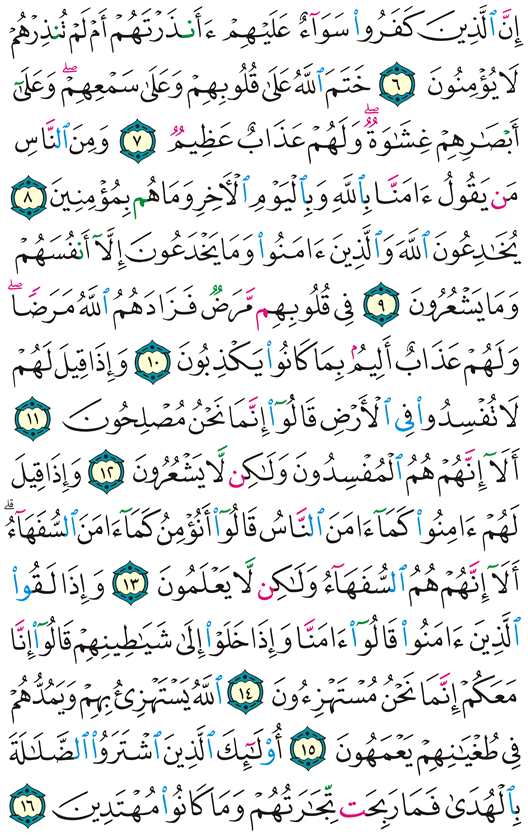 إِنَّ ٱلَّذِينَ كَفَرُوا۟ سَوَآءٌ عَلَيْهِمْ ءَأَنذَرْتَهُمْ أَمْ لَمْ تُنذِرْهُمْ
لَا يُؤْمِنُونَ ٦ خَتَمَ ٱللَّهُ عَلَىٰ قُلُوبِهِمْ وَعَلَىٰ سَمْعِهِمْ ۖ وَعَلَىٰٓ
أَبْصَٰرِهِمْ غِشَٰوَةٌ ۖ وَلَهُمْ عَذَابٌ عَظِيمٌ ٧ وَمِنَ ٱلنَّاسِ
مَن يَقُولُ ءَامَنَّا بِٱللَّهِ وَبِٱلْيَوْمِ ٱلْـَٔاخِرِ وَمَا هُم بِمُؤْمِنِينَ ٨
يُخَٰدِعُونَ ٱللَّهَ وَٱلَّذِينَ ءَامَنُوا۟ وَمَا يَخْدَعُونَ إِلَّآ أَنفُسَهُمْ
وَمَا يَشْعُرُونَ ٩ فِى قُلُوبِهِم مَّرَضٌ فَزَادَهُمُ ٱللَّهُ مَرَضًا ۖ
وَلَهُمْ عَذَابٌ أَلِيمٌۢ بِمَا كَانُوا۟ يَكْذِبُونَ ١٠ وَإِذَا قِيلَ لَهُمْ
لَا تُفْسِدُوا۟ فِى ٱلْأَرْضِ قَالُوٓا۟ إِنَّمَا نَحْنُ مُصْلِحُونَ ١١
أَلَآ إِنَّهُمْ هُمُ ٱلْمُفْسِدُونَ وَلَٰكِن لَّا يَشْعُرُونَ ١٢ وَإِذَا قِيلَ
لَهُمْ ءَامِنُوا۟ كَمَآ ءَامَنَ ٱلنَّاسُ قَالُوٓا۟ أَنُؤْمِنُ كَمَآ ءَامَنَ ٱلسُّفَهَآءُ ۗ
أَلَآ إِنَّهُمْ هُمُ ٱلسُّفَهَآءُ وَلَٰكِن لَّا يَعْلَمُونَ ١٣ وَإِذَا لَقُوا۟
ٱلَّذِينَ ءَامَنُوا۟ قَالُوٓا۟ ءَامَنَّا وَإِذَا خَلَوْا۟ إِلَىٰ شَيَٰطِينِهِمْ قَالُوٓا۟ إِنَّا
مَعَكُمْ إِنَّمَا نَحْنُ مُسْتَهْزِءُونَ ١٤ ٱللَّهُ يَسْتَهْزِئُ بِهِمْ وَيَمُدُّهُمْ
فِى طُغْيَٰنِهِمْ يَعْمَهُونَ ١٥ أُو۟لَٰٓئِكَ ٱلَّذِينَ ٱشْتَرَوُا۟ ٱلضَّلَٰلَةَ
بِٱلْهُدَىٰ فَمَا رَبِحَت تِّجَٰرَتُهُمْ وَمَا كَانُوا۟ مُهْتَدِينَ ١٦